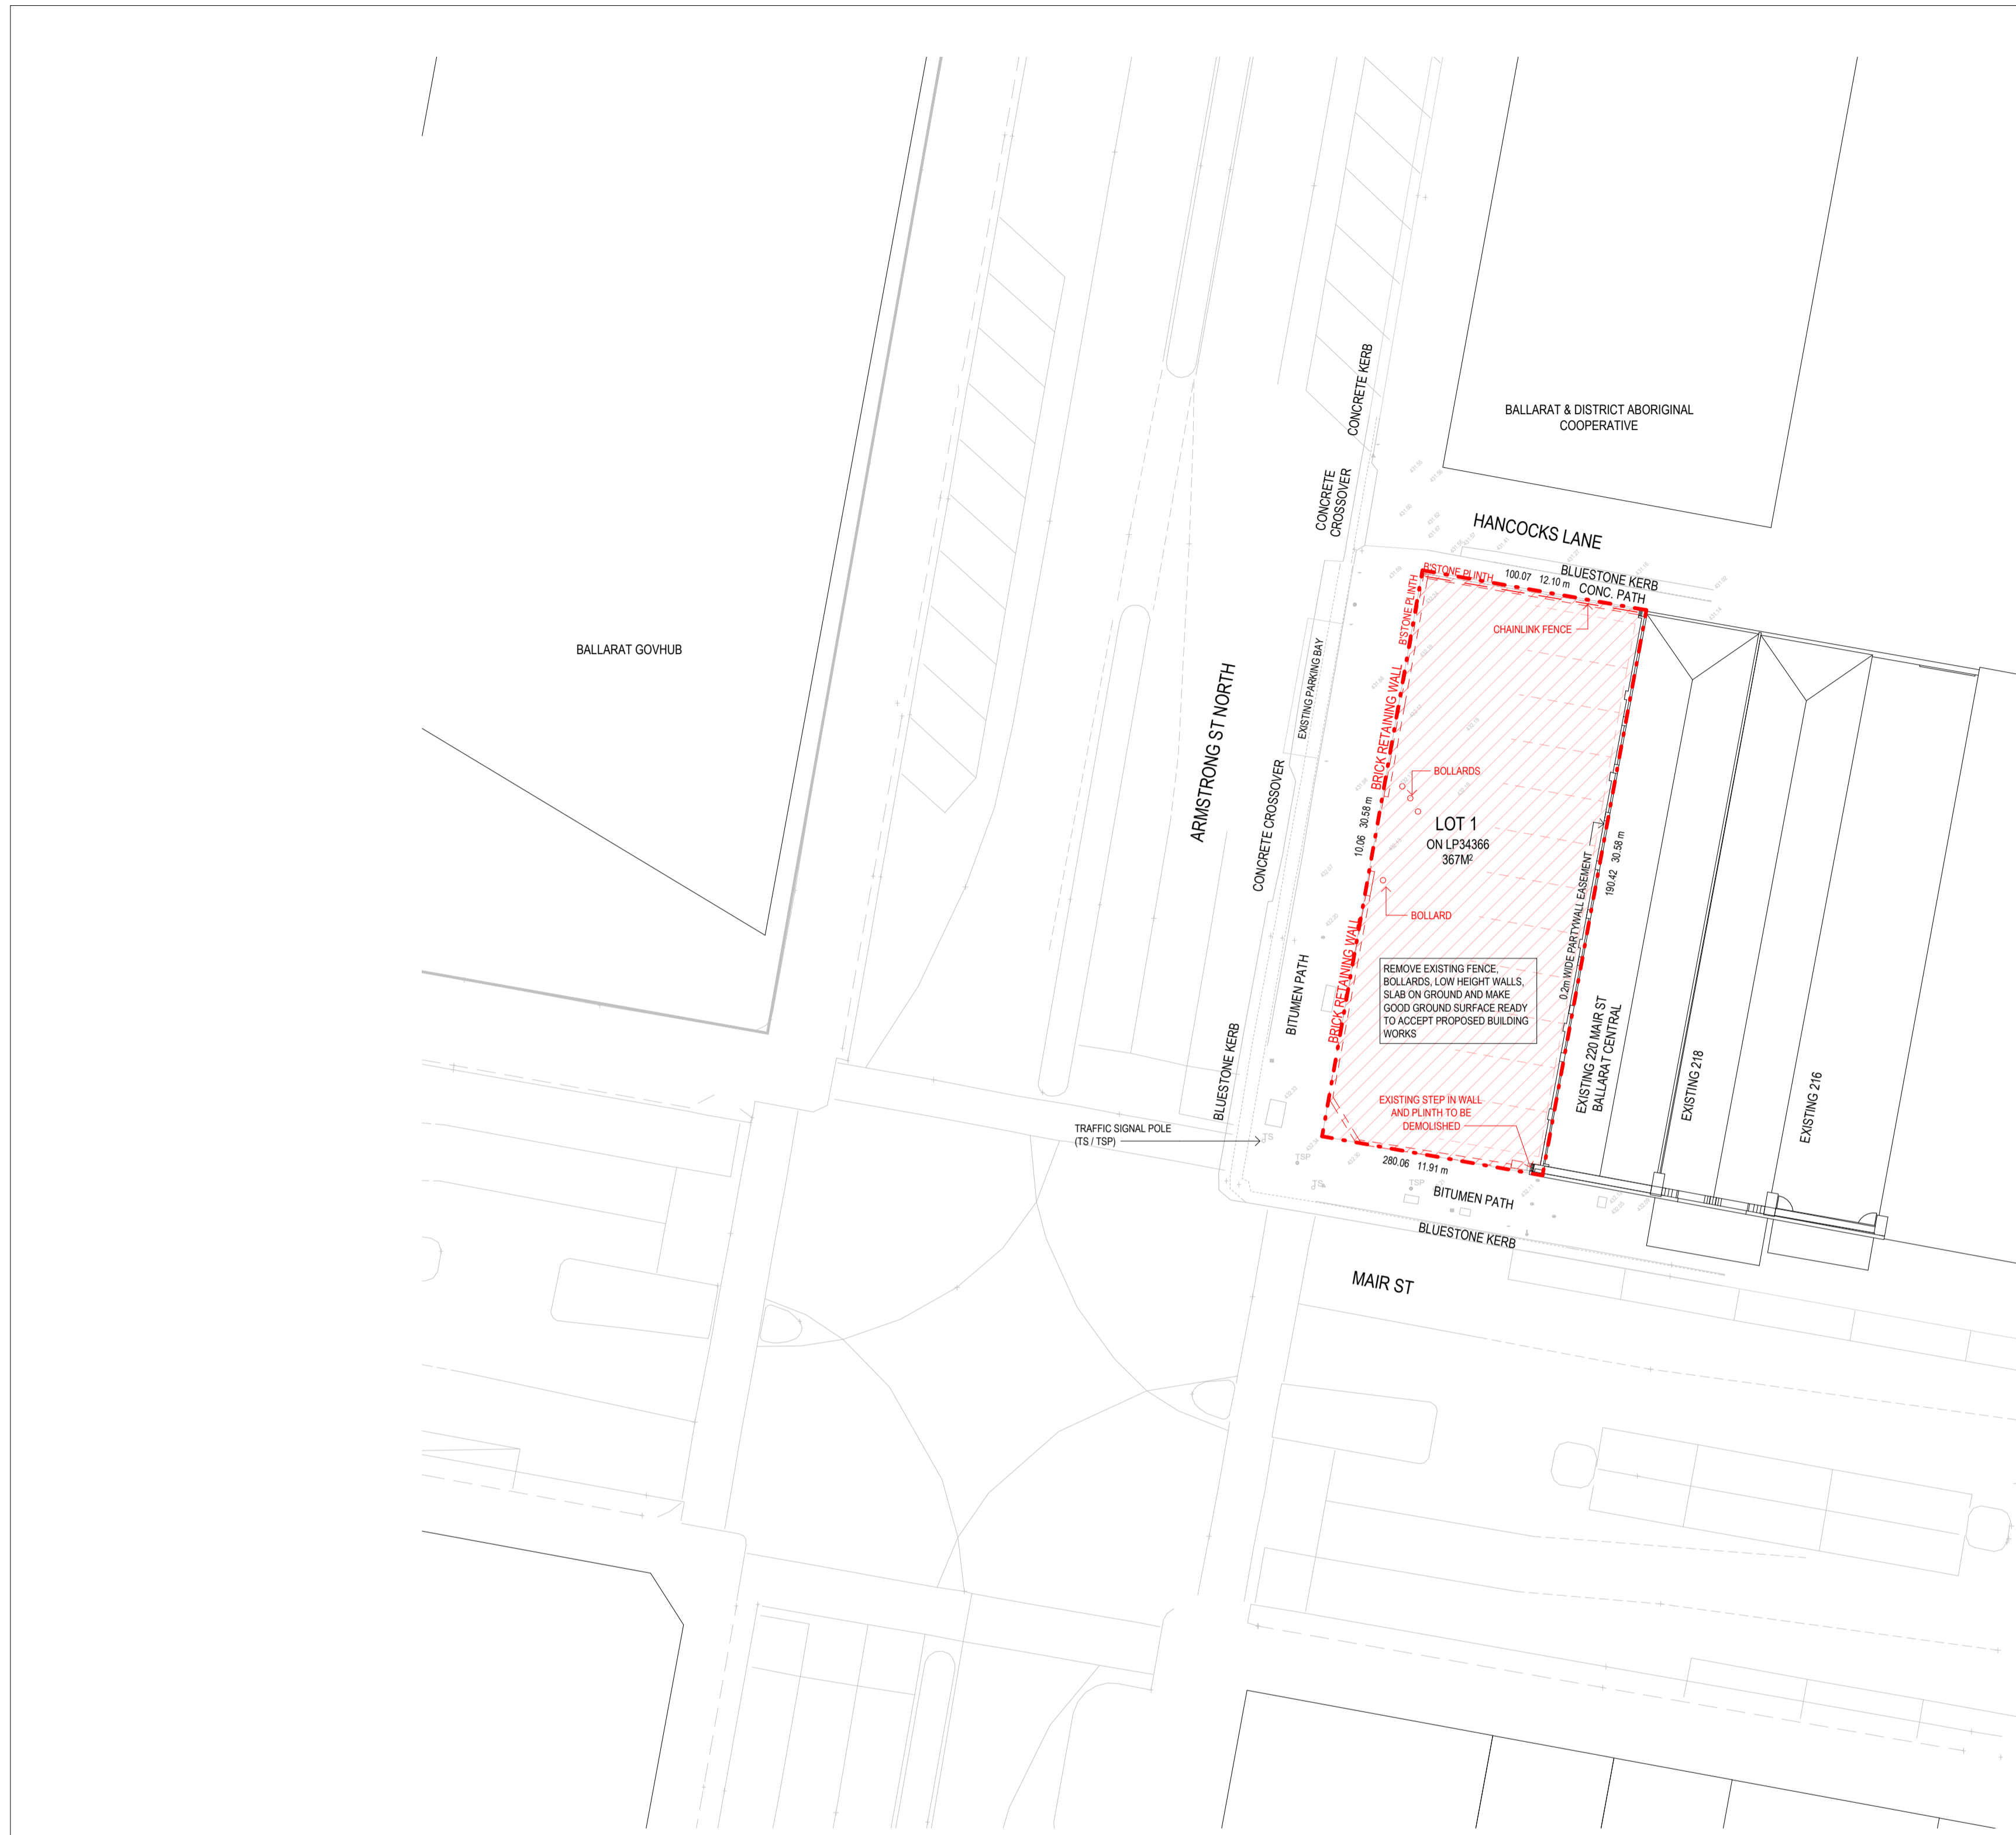 BALLARAT GOVHUB
BALLARAT & DISTRICT ABORIGINAL
COOPERATIVE
CONCRETE KERB
CONCRETE
CROSSOVER
HANCOCKS LANE
BLUESTONE KERB
CONC. PATH
B'STONE PLINTH
100.07 12.10 m
B'STONE PLINTH
CHAINLINK FENCE
EXISTING PARKING BAY
BRICK RETAINING WALL
ARMSTRONG ST NORTH
CONCRETE CROSSOVER
BOLLARDS
10.06 30.58 m
LOT 1
ON LP34366
367M²
190.42 30.58 m
0.2m WIDE PARTYWALL EASEMENT
BOLLARD
BRICK RETAINING WALL
BITUMEN PATH
REMOVE EXISTING FENCE,
BOLLARDS, LOW HEIGHT WALLS,
SLAB ON GROUND AND MAKE
GOOD GROUND SURFACE READY
TO ACCEPT PROPOSED BUILDING
WORKS
EXISTING 220 MAIR ST
BALLARAT CENTRAL
EXISTING 218
EXISTING 216
BLUESTONE KERB
EXISTING STEP IN WALL
AND PLINTH TO BE
DEMOLISHED
TRAFFIC SIGNAL POLE
(TS / TSP)
TS
TSP
280.06 11.91 m
TS
TSP
BITUMEN PATH
BLUESTONE KERB
MAIR ST